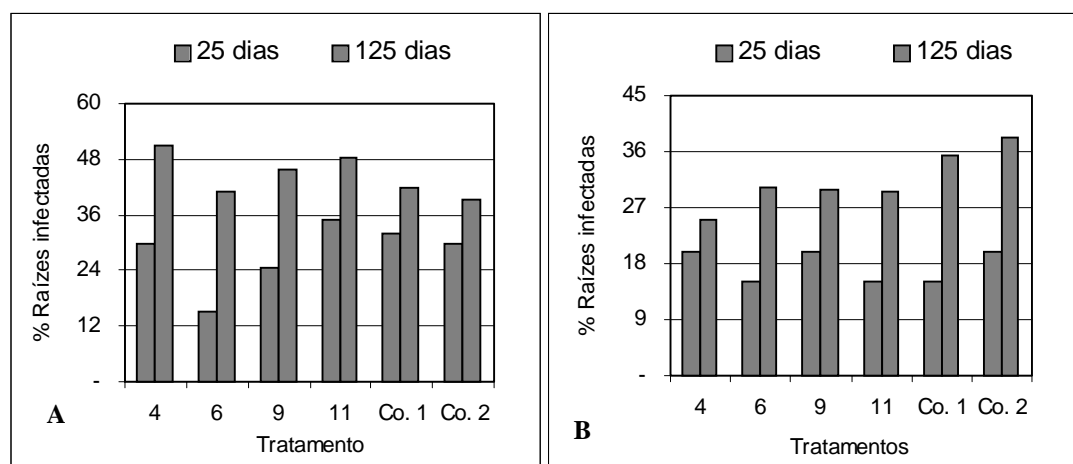 25 dias 125 dias
% Raízes infectadas
60
48
36
24
12
-
4 6 9 11 Co. 1 Co. 2
Tratamento
A
25 dias 125 dias
% Raízes infectadas
45
36
27
18
9
-
4 6 9 11 Co. 1 Co. 2
Tratamentos
B